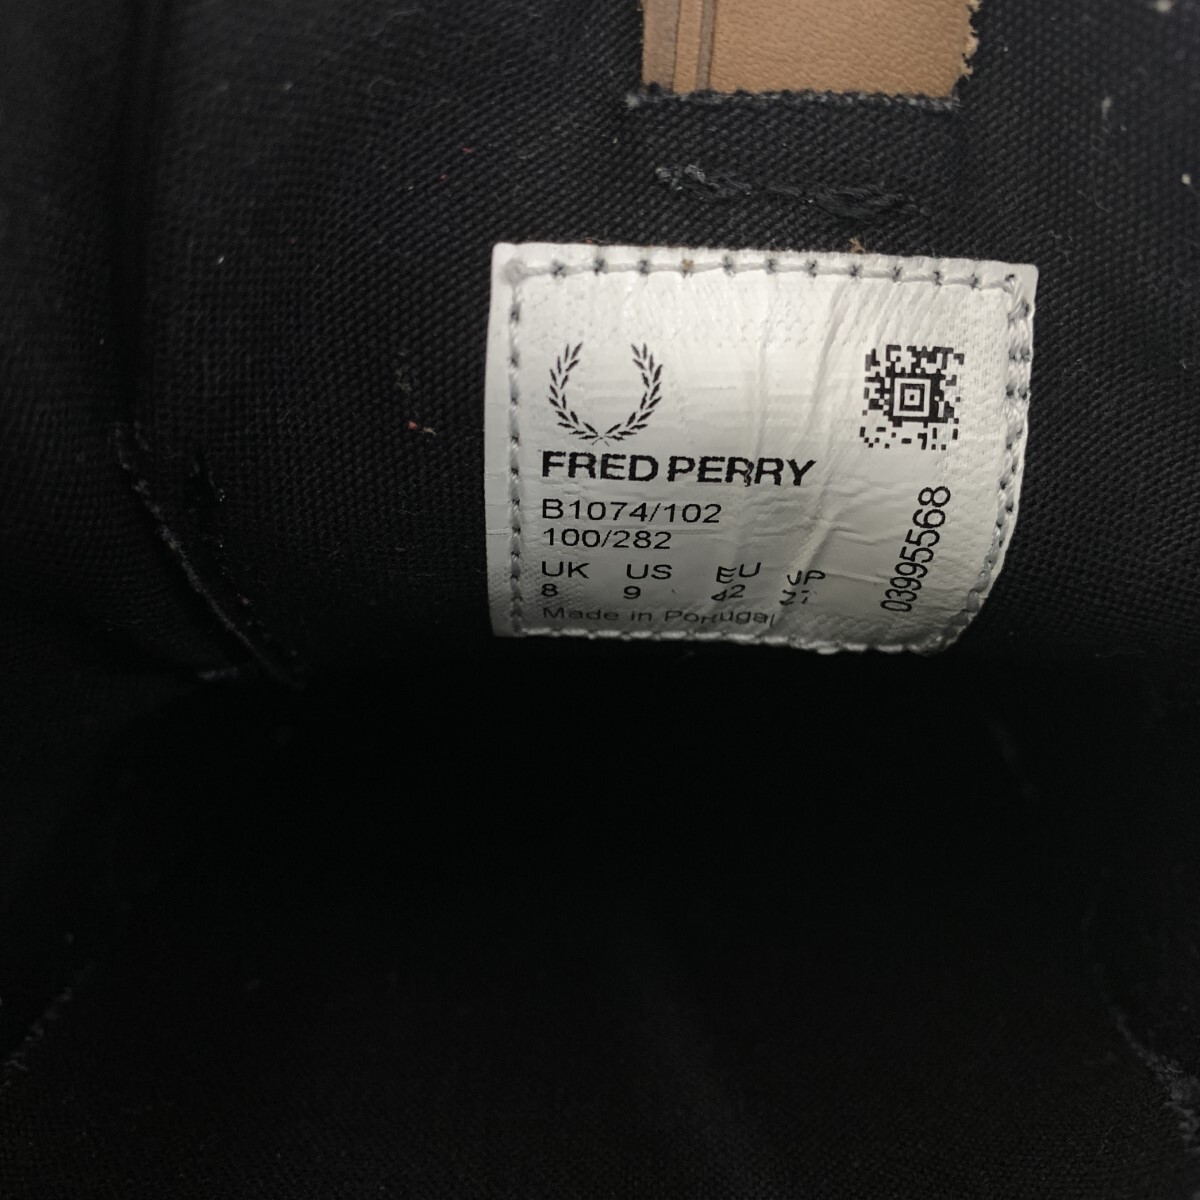 FRED PERRY
B1074/102
100/282
UK US EU JP
8 9 42 27
Made in Portugal
03995568